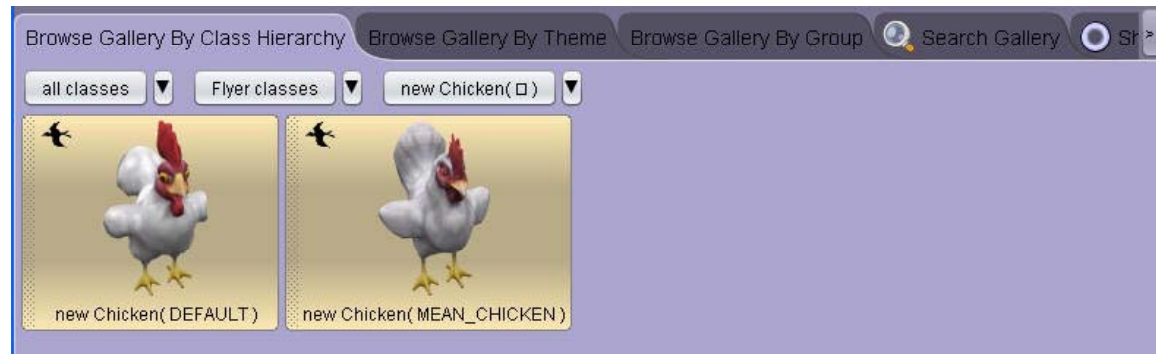 Browse Gallery By Class Hierarchy Browse Gallery By Theme Browse Gallery By Group Search Gallery
all classes Flyer classes new Chicken( )
new Chicken( DEFAULT ) new Chicken( MEAN_CHICKEN )